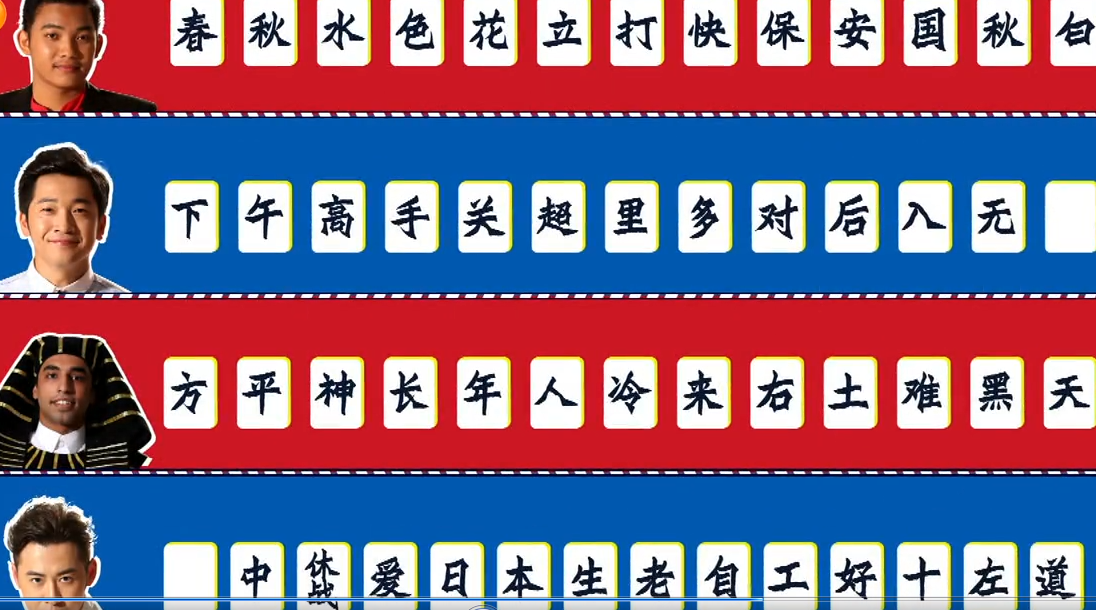 春 秋 水 色 花 立 打 快 保 安 国 秋 白
下 午 高 手 关 超 里 多 对 后 入 无
方 平 神 长 年 人 冷 来 右 土 难 黑 天
中 休战 爱 日 本 生 老 自 工 好 十 左 道